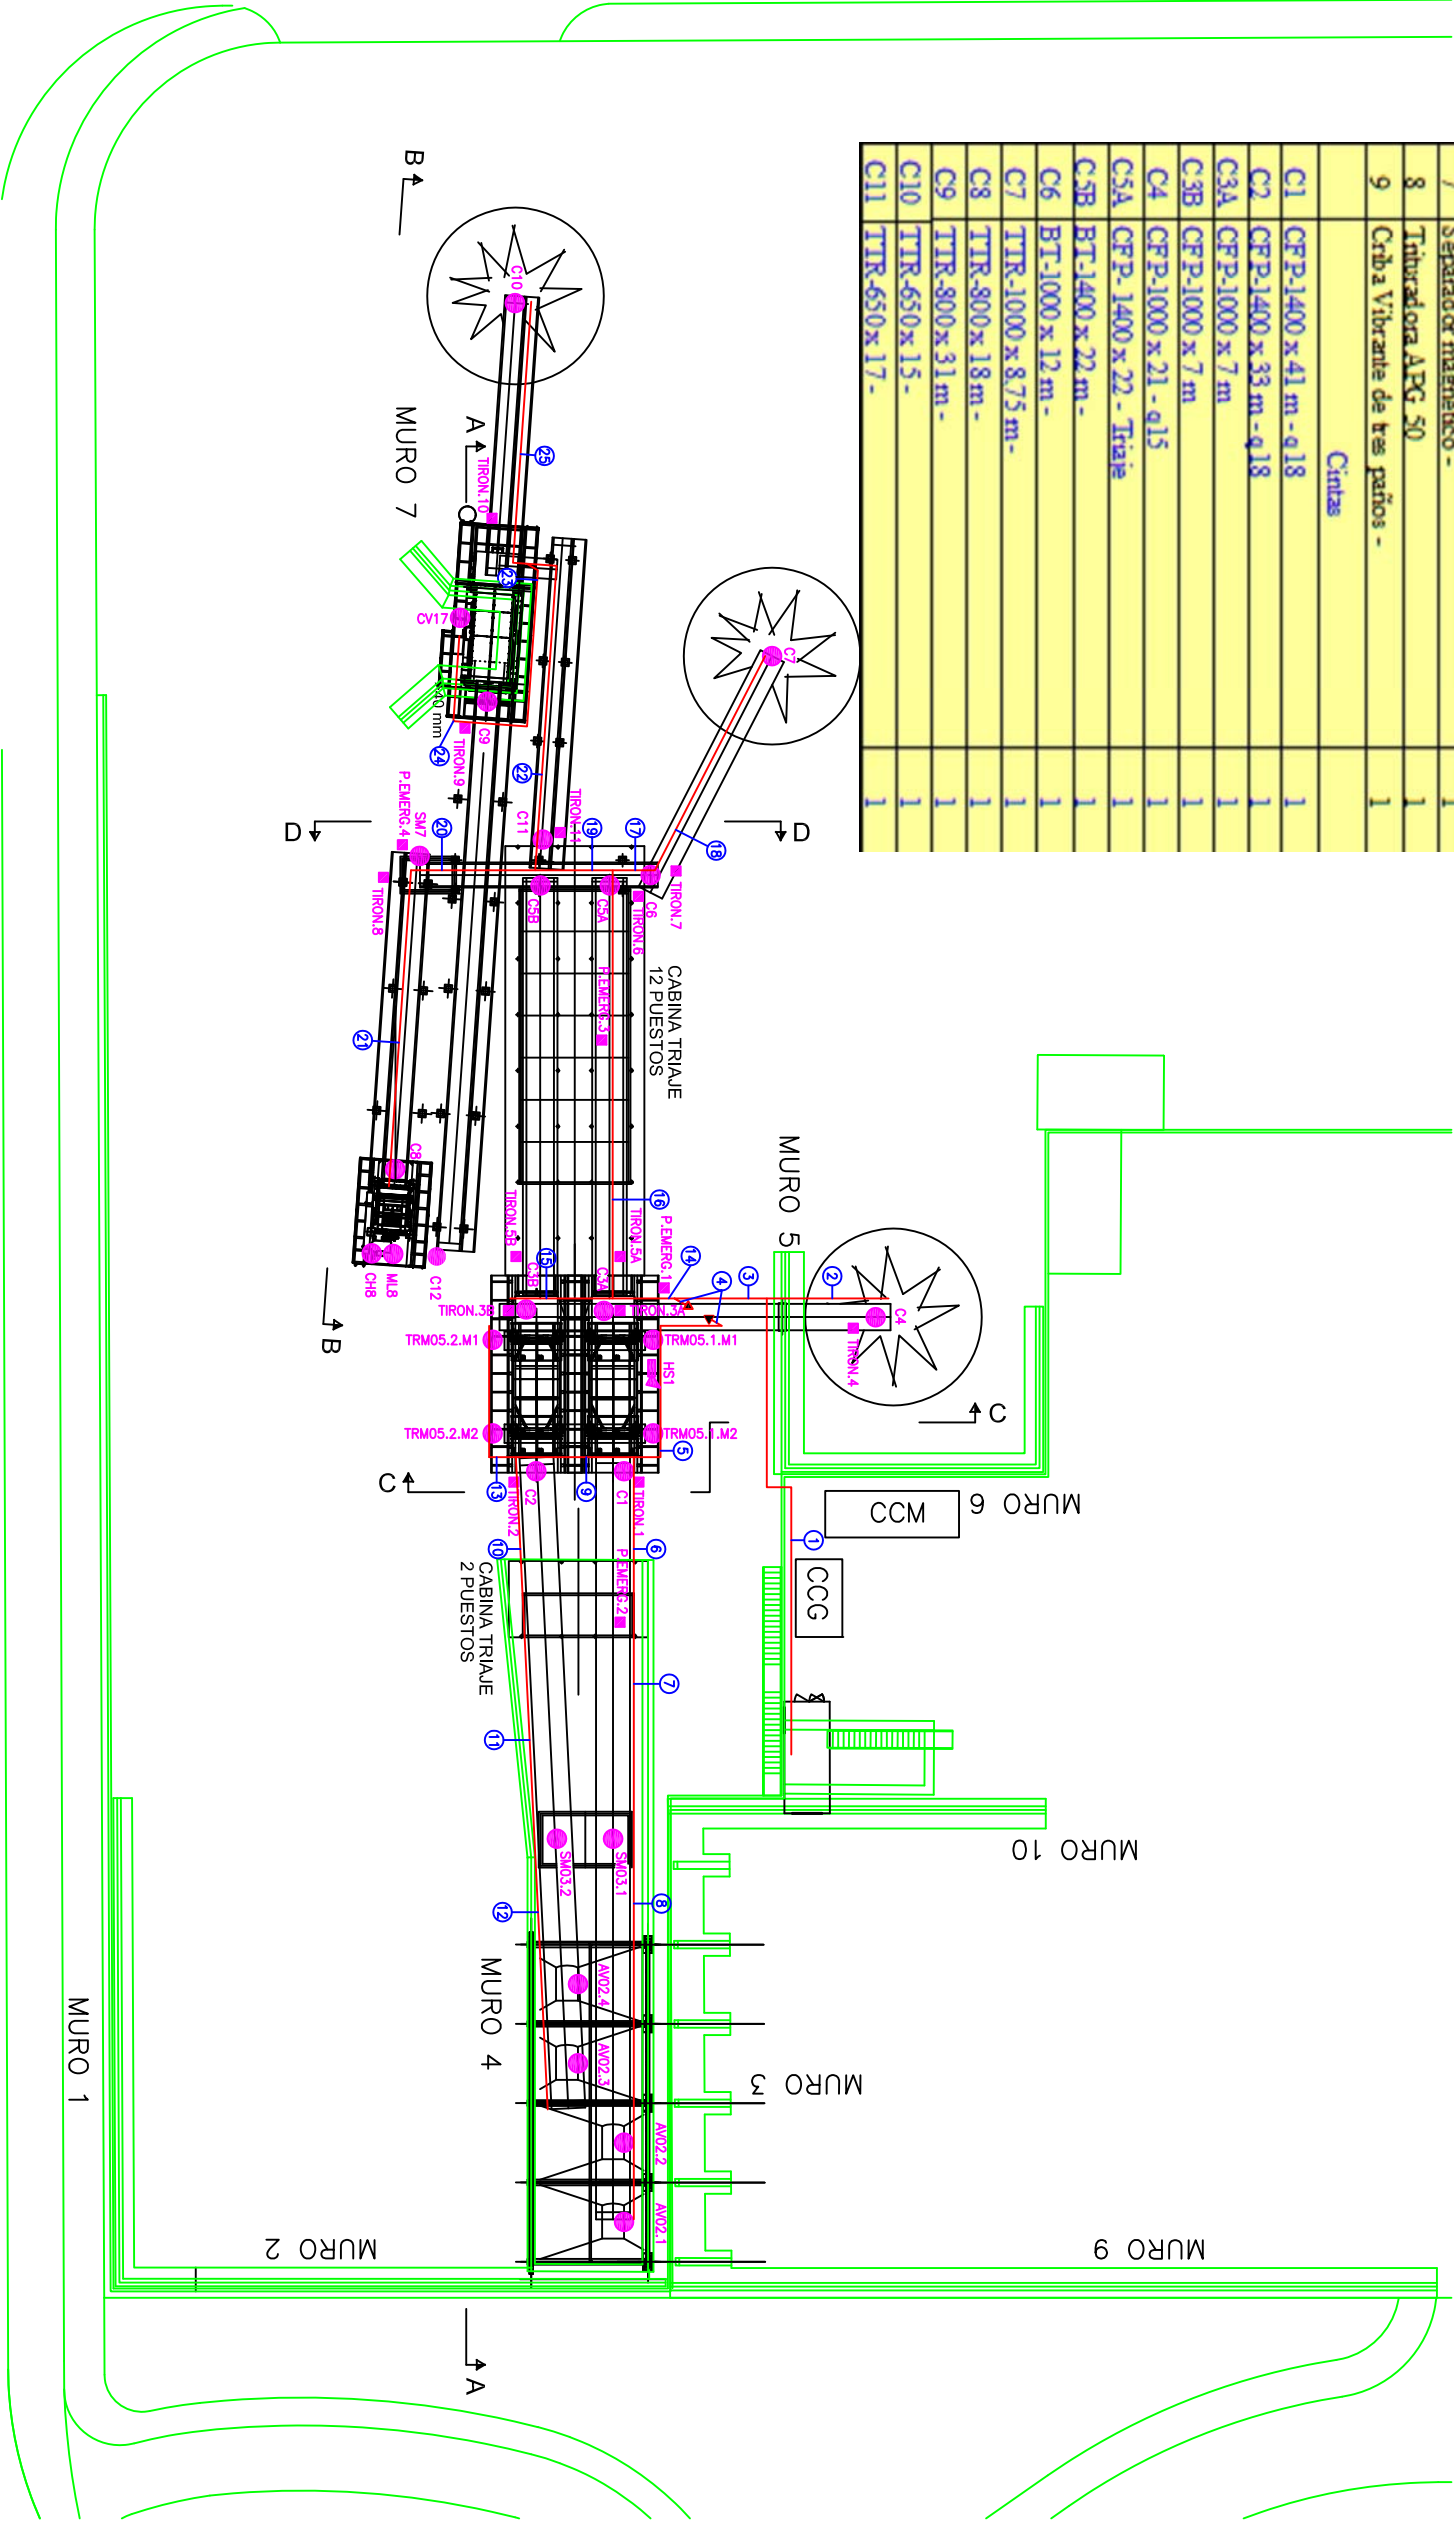 7 Separador magnético - 1
8 Trituradora APG 50 1
9 Criba Vibrante de tres paños - 1
Cintas
C1 CFP-1400 x 41 m - q18 1
C2 CFP-1400 x 33 m - q18 1
C3A CFP-1000 x 7 m 1
C3B CFP-1000 x 7 m 1
C4 CFP-1000 x 21 - q15 1
C5A CFP-1400 x 22 - Triaje 1
C5B BT-1400 x 22 m - 1
C6 BT-1000 x 12 m - 1
C7 TTR-1000 x 8,75 m - 1
C8 TTR-800 x 18 m - 1
C9 TTR-800 x 31 m - 1
C10 TTR-650 x 15 - 1
C11 TTR-650 x 17 - 1
B
C10
A
MURO 7
TIRON.10
25
23
CV17
C7
C9
40 mm
24
TIRON.9
22
P.EMERG.4
SM7
20
C11
TIRON.11
19
17
18
D
D
TIRON.8
C5B
C5A
C6
TIRON.6
TIRON.7
P.EMERG.3
CABINA TRIAJE
12 PUESTOS
21
C8
TIRON.5B
16
TIRON.5A
P.EMERG.1
MURO 5
CH8
ML8
C12
B
C3B
15
C3A
14
4
3
2
C4
TIRON.3B
TIRON.3A
TIRON.4
TRM05.2.M1
TRM05.1.M1
HS1
TRM05.2.M2
TRM05.1.M2
5
C
C
13
TIRON.2
C2
9
C1
TIRON.1
CCM
MURO 6
10
6
1
CABINA TRIAJE
2 PUESTOS
P.EMERG.2
CCG
11
7
SM03.2
SM03.1
MURO 10
12
8
MURO 4
AV02.4
AV02.3
MURO 3
MURO 1
AV02.2
AV02.1
MURO 2
MURO 9
A